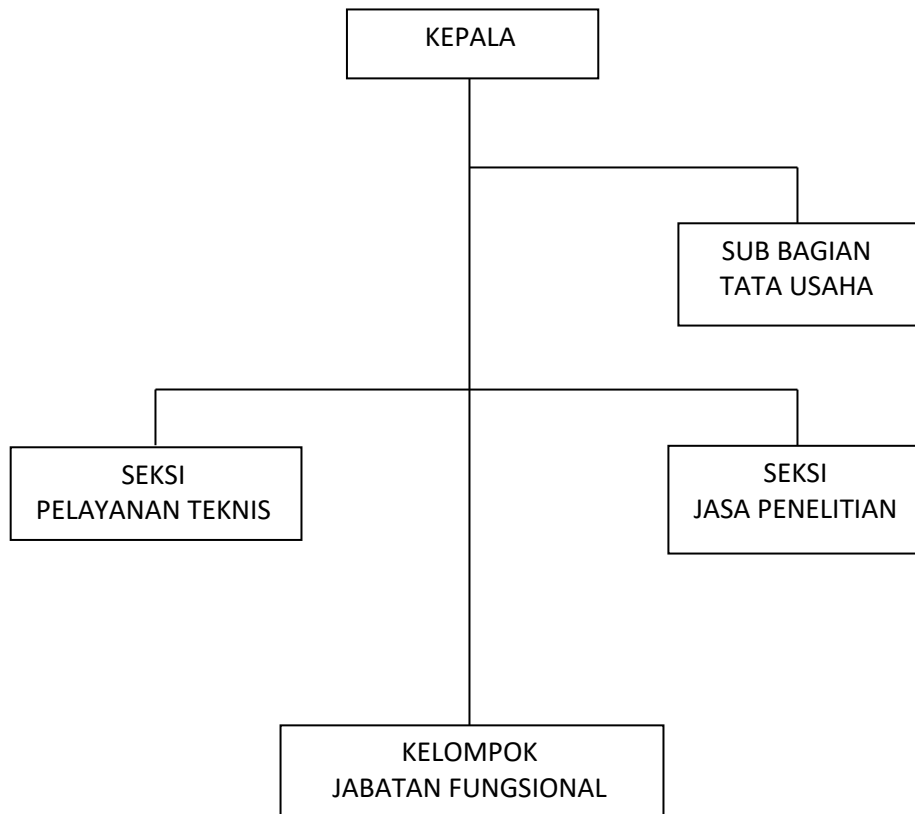 KEPALA
SUB BAGIAN
TATA USAHA
SEKSI
PELAYANAN TEKNIS
SEKSI
JASA PENELITIAN
KELOMPOK
JABATAN FUNGSIONAL